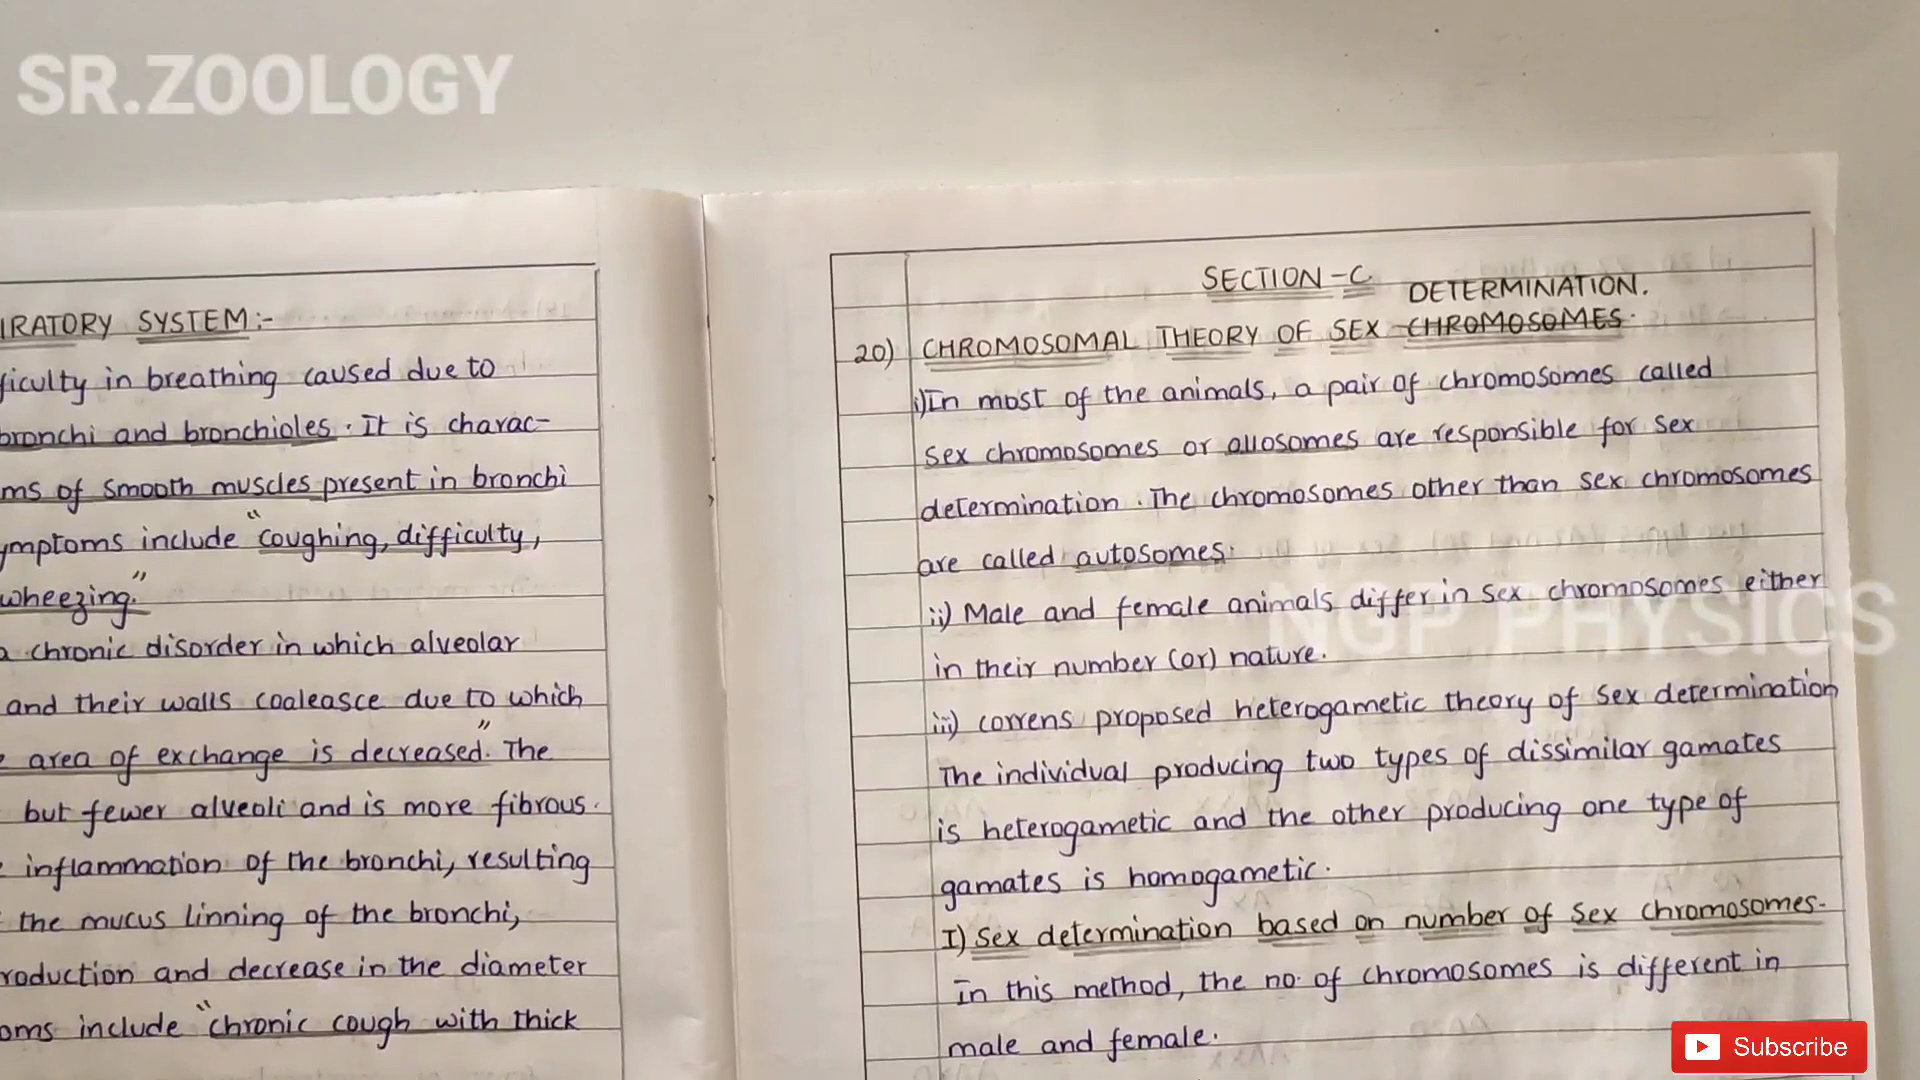 SR.ZOOLOGY
IRATORY SYSTEM:-
ficulty in breathing caused due to
bronchi and bronchioles. It is charac-
ms of smooth muscles present in bronchi
ymptoms include "coughing, difficulty,
wheezing."
a chronic disorder in which alveolar
and their walls coaleasce due to which
area of exchange is decreased". The
but fewer alveoli and is more fibrous.
inflammation of the bronchi, resulting
the mucus linning of the bronchi,
roduction and decrease in the diameter
oms include "chronic cough with thick
SECTION-C
DETERMINATION.
20) CHROMOSOMAL THEORY OF SEX CHROMOSOMES.
i) In most of the animals, a pair of chromosomes called
sex chromosomes or allosomes are responsible for sex
determination. The chromosomes other than sex chromosomes
are called autosomes.
ii) Male and female animals differ in sex chromosomes either
in their number (or) nature.
iii) correns proposed heterogametic theory of sex determination
The individual producing two types of dissimilar gamates
is heterogametic and the other producing one type of
gamates is homogametic.
I) Sex determination based on number of sex chromosomes.
In this method, the no. of chromosomes is different in
male and female.
NGP PHYSICS
Subscribe